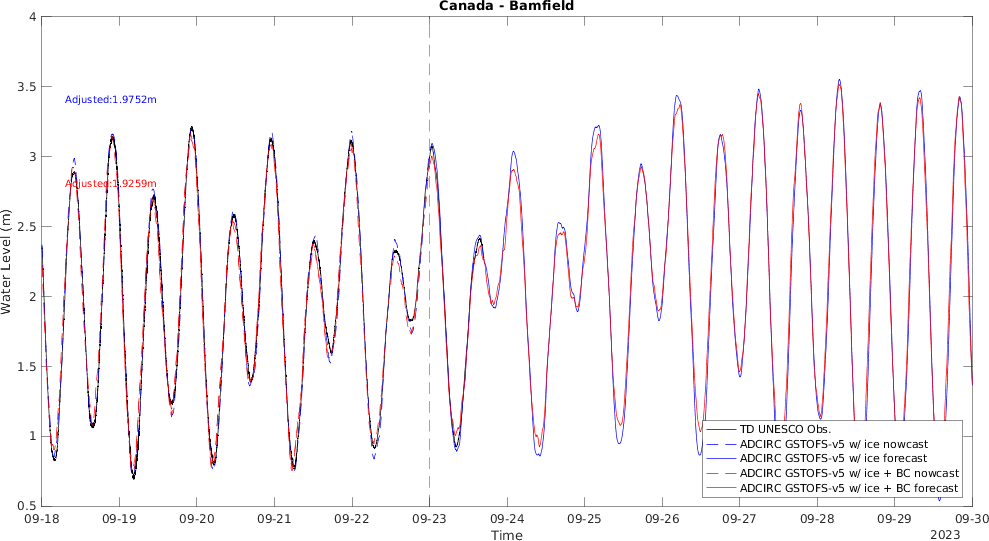 Canada - Bamfield
4
3.5
3
2.5
2
1.5
1
0.5
Water Level (m)
Adjusted:1.9752m
Adjusted:1.9259m
TD UNESCO Obs.
ADCIRC GSTOFS-v5 w/ ice nowcast
ADCIRC GSTOFS-v5 w/ ice forecast
ADCIRC GSTOFS-v5 w/ ice + BC nowcast
ADCIRC GSTOFS-v5 w/ ice + BC forecast
09-18 09-19 09-20 09-21 09-22 09-23 09-24 09-25 09-26 09-27 09-28 09-29 09-30
Time
2023